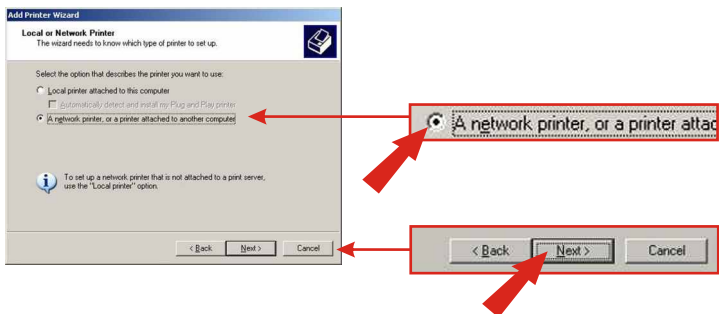 Add Printer Wizard
Local or Network Printer
The wizard needs to know which type of printer to set up.
Select the option that describes the printer you want to use:
Local printer attached to this computer
Automatically detect and install my Plug and Play printer
A network printer, or a printer attached to another computer
To set up a network printer that is not attached to a print server,
use the "Local printer" option.
< Back Next > Cancel
A network printer, or a printer attac
< Back Next > Cancel